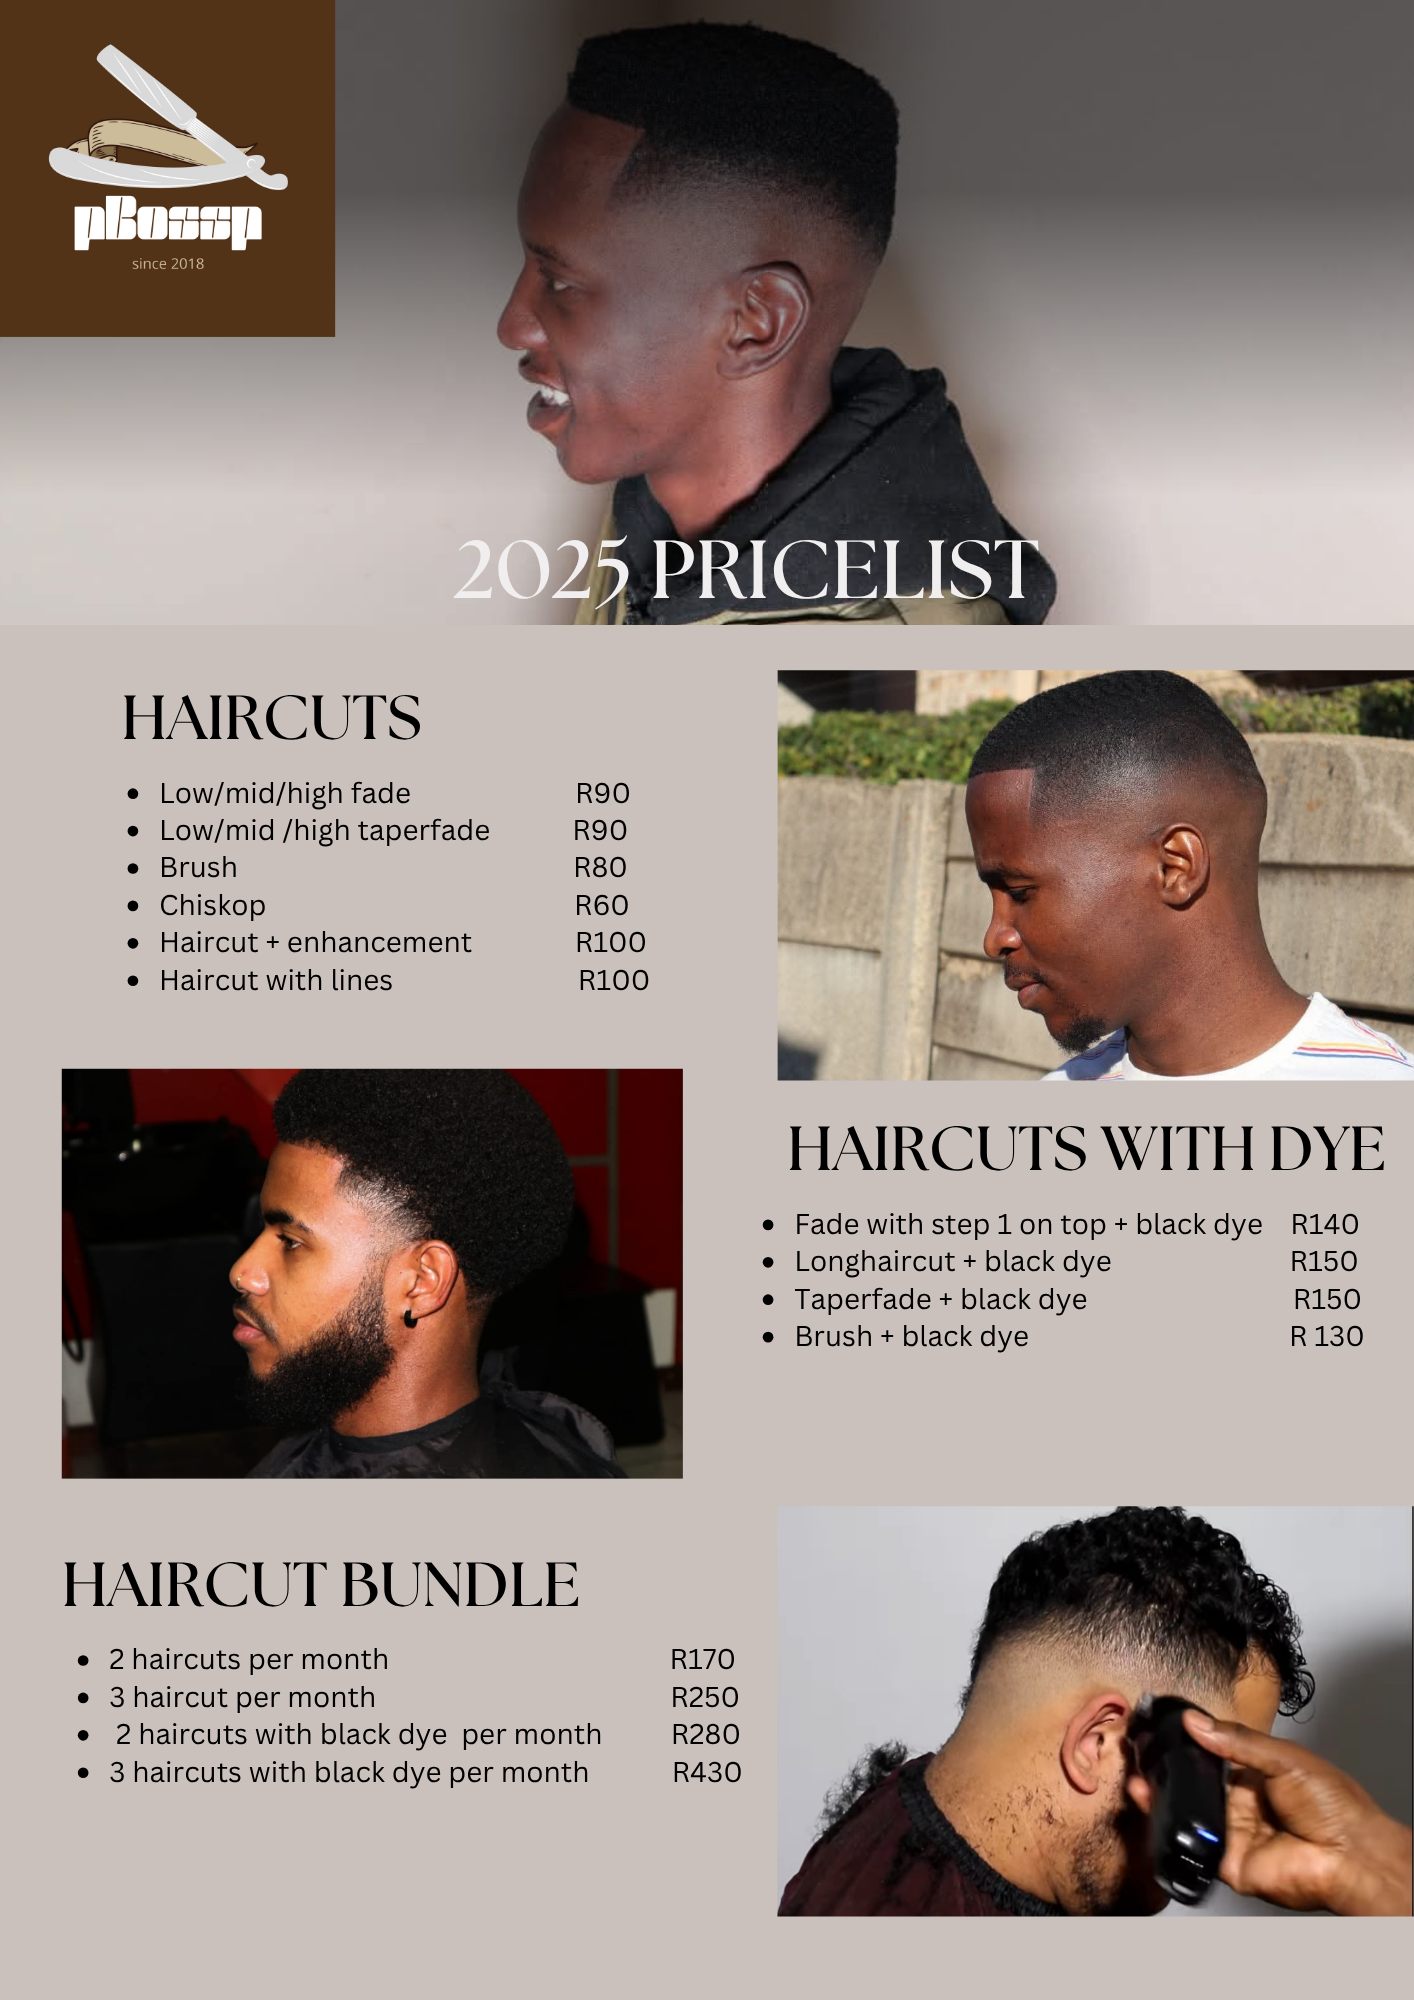 pBossp
since 2018
2025 PRICELIST
HAIRCUTS
Low/mid/high fade R90
Low/mid /high taperfade R90
Brush R80
Chiskop R60
Haircut + enhancement R100
Haircut with lines R100
HAIRCUTS WITH DYE
Fade with step 1 on top + black dye R140
Longhaircut + black dye R150
Taperfade + black dye R150
Brush + black dye R 130
HAIRCUT BUNDLE
2 haircuts per month R170
3 haircut per month R250
2 haircuts with black dye per month R280
3 haircuts with black dye per month R430